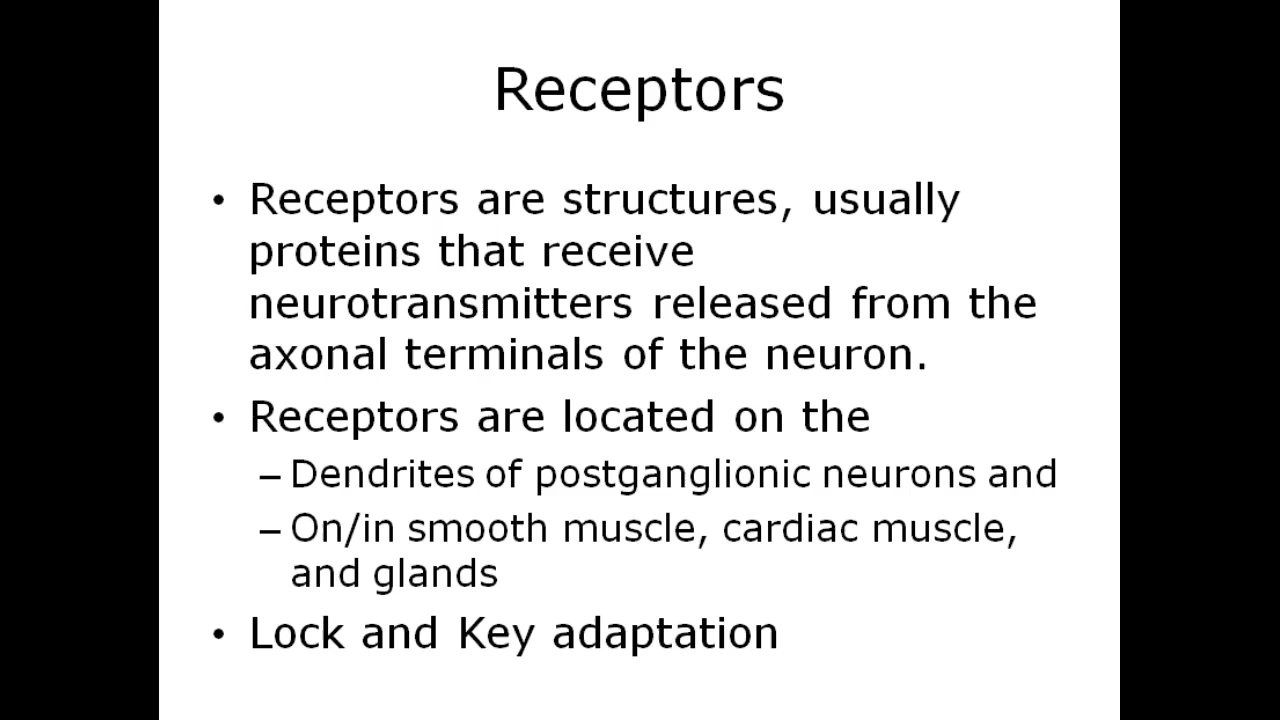 Receptors
• Receptors are structures, usually
proteins that receive
neurotransmitters released from the
axonal terminals of the neuron.
• Receptors are located on the
– Dendrites of postganglionic neurons and
– On/in smooth muscle, cardiac muscle,
and glands
• Lock and Key adaptation